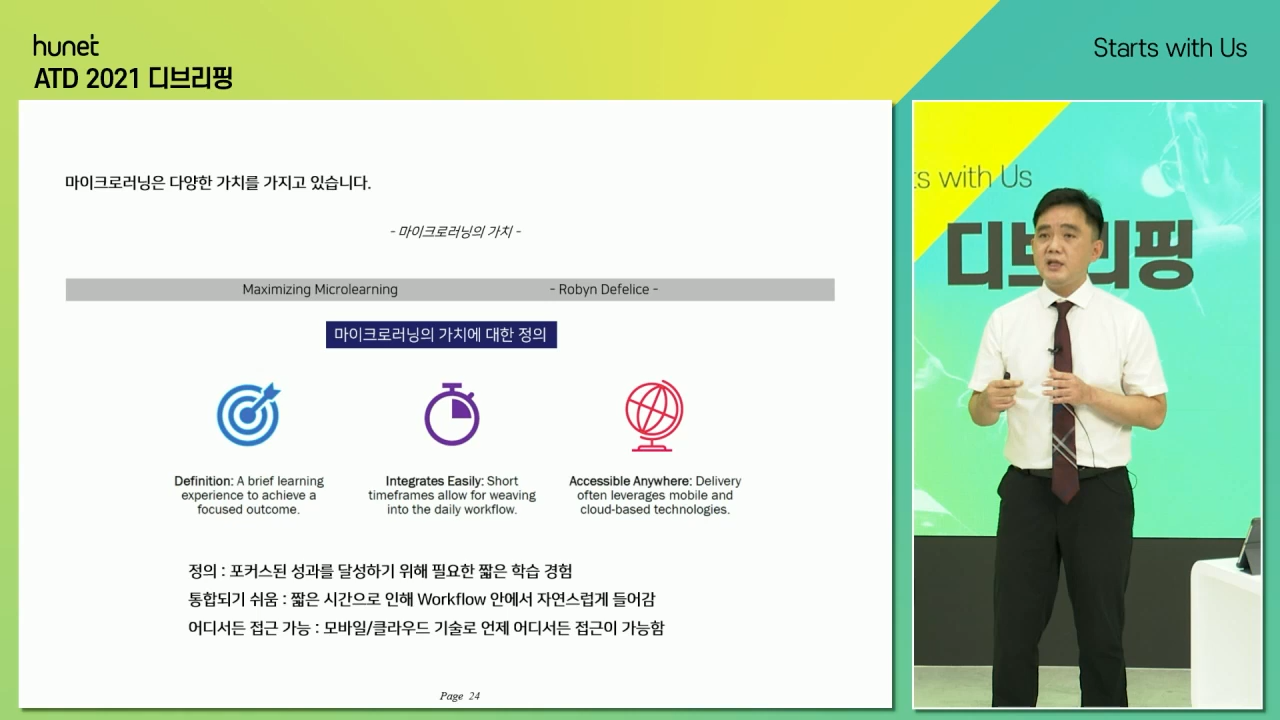 hunet
ATD 2021 디브리핑
Starts with Us
마이크로러닝은 다양한 가치를 가지고 있습니다.
- 마이크로러닝의 가치 -
Maximizing Microlearning - Robyn Defelice -
마이크로러닝의 가치에 대한 정의
Definition: A brief learning
experience to achieve a
focused outcome.
Integrates Easily: Short
timeframes allow for weaving
into the daily workflow.
Accessible Anywhere: Delivery
often leverages mobile and
cloud-based technologies.
정의 : 포커스된 성과를 달성하기 위해 필요한 짧은 학습 경험
통합되기 쉬움 : 짧은 시간으로 인해 Workflow 안에서 자연스럽게 들어감
어디서든 접근 가능 : 모바일/클라우드 기술로 언제 어디서든 접근이 가능함
Page 24
ts with Us
디브리핑